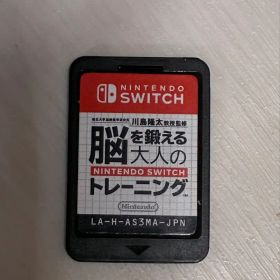 NINTENDO
SWITCH
東北大学加齢医学研究所 川島隆太教授監修
脳を鍛える
大人の
NINTENDO SWITCH
トレーニング
Nintendo
LA-H-AS3MA-JPN